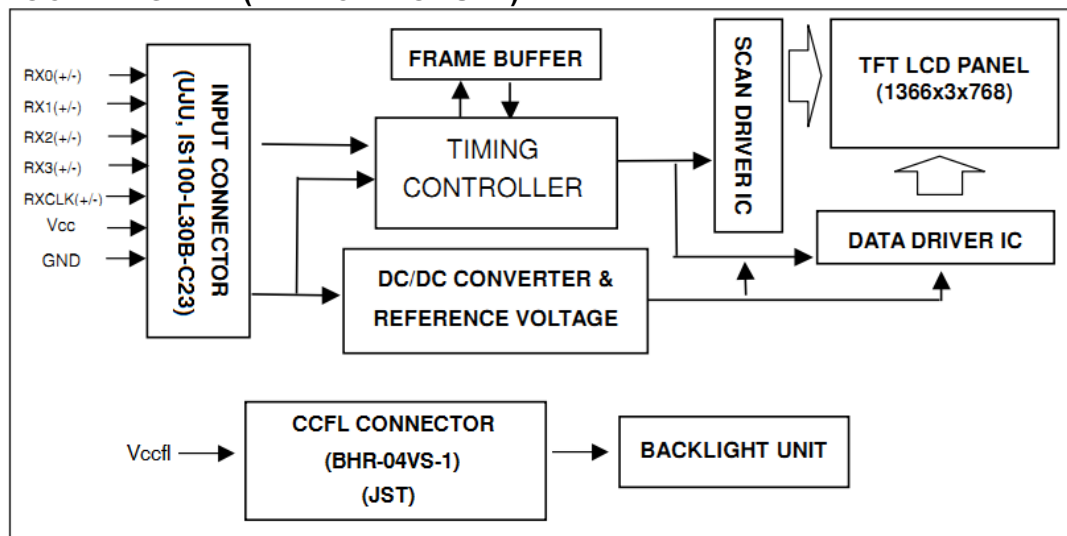 RX0(+/-)
RX1(+/-)
RX2(+/-)
RX3(+/-)
RXCLK(+/-)
Vcc
GND
INPUT CONNECTOR
(UJU, IS100-L30B-C23)
FRAME BUFFER
TIMING
CONTROLLER
DC/DC CONVERTER &
REFERENCE VOLTAGE
SCAN DRIVER IC
TFT LCD PANEL
(1366x3x768)
DATA DRIVER IC
Vccfl
CCFL CONNECTOR
(BHR-04VS-1)
(JST)
BACKLIGHT UNIT